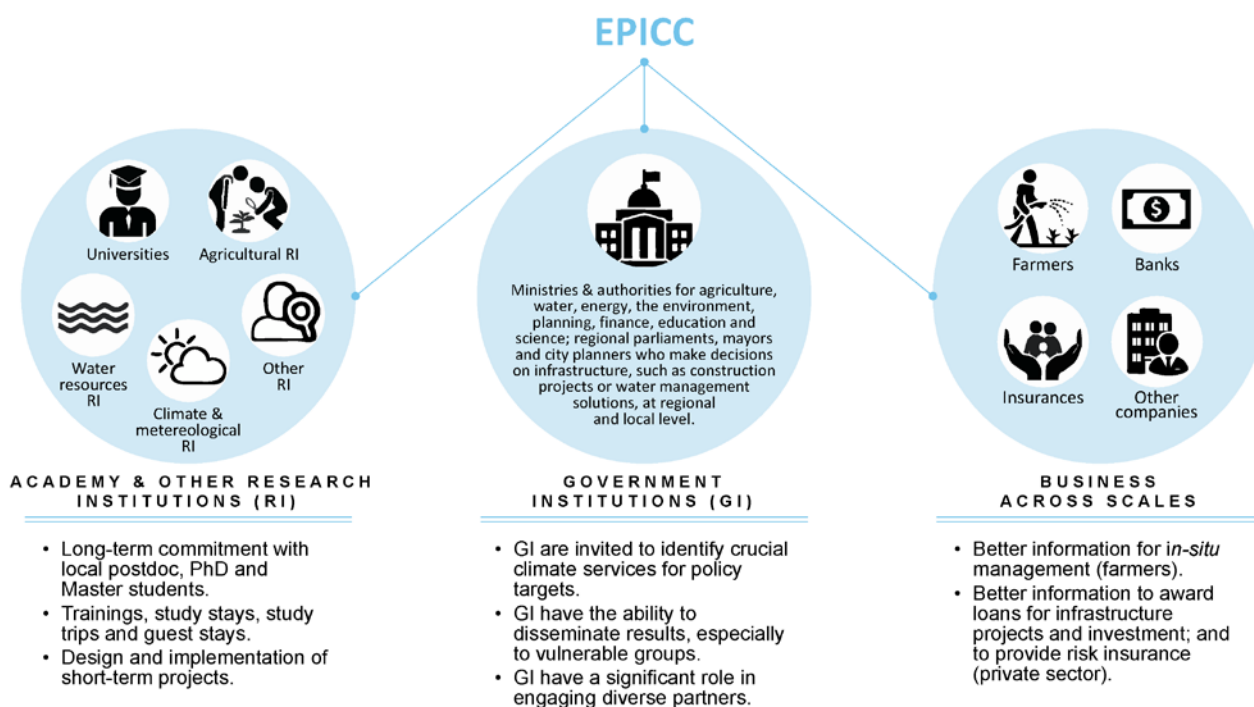 EPICC
Universities
Agricultural RI
Water
resources
RI
Climate &
metereological
RI
Other
RI
ACADEMY & OTHER RESEARCH
INSTITUTIONS (RI)
• Long-term commitment with
local postdoc, PhD and
Master students.
• Trainings, study stays, study
trips and guest stays.
• Design and implementation of
short-term projects.
Ministries & authorities for agriculture,
water, energy, the environment,
planning, finance, education and
science; regional parliaments, mayors
and city planners who make decisions
on infrastructure, such as construction
projects or water management
solutions, at regional
and local level.
GOVERNMENT
INSTITUTIONS (GI)
• GI are invited to identify crucial
climate services for policy
targets.
• GI have the ability to
disseminate results, especially
to vulnerable groups.
• GI have a significant role in
engaging diverse partners.
Farmers
Banks
$
Insurances
Other
companies
BUSINESS
ACROSS SCALES
• Better information for in-situ
management (farmers).
• Better information to award
loans for infrastructure
projects and investment; and
to provide risk insurance
(private sector).